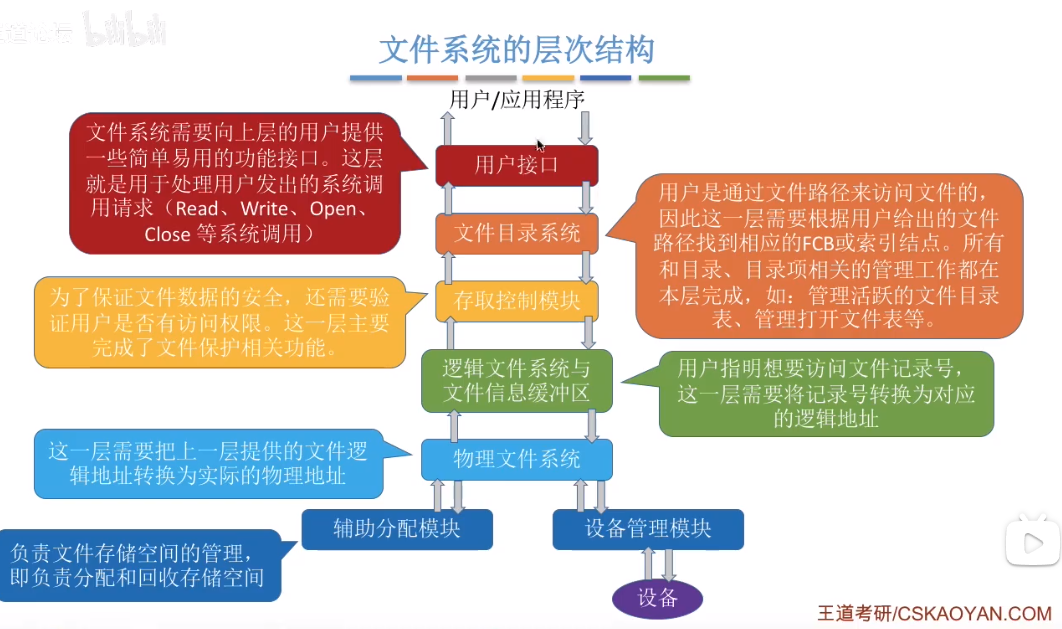 bilibili
文件系统的层次结构
用户/应用程序
文件系统需要向上层的用户提供
一些简单易用的功能接口。这层
就是用于处理用户发出的系统调
用请求（Read、Write、Open、
Close 等系统调用）
用户接口
用户是通过文件路径来访问文件的，
因此这一层需要根据用户给出的文件
路径找到相应的FCB或索引结点。所有
和目录、目录项相关的管理工作都在
本层完成，如：管理活跃的文件目录
表、管理打开文件表等。
文件目录系统
为了保证文件数据的安全，还需要验
证用户是否有访问权限。这一层主要
完成了文件保护相关功能。
存取控制模块
逻辑文件系统与
文件信息缓冲区
用户指明想要访问文件记录号，
这一层需要将记录号转换为对应
的逻辑地址
这一层需要把上一层提供的文件逻
辑地址转换为实际的物理地址
物理文件系统
辅助分配模块
设备管理模块
负责文件存储空间的管理，
即负责分配和回收存储空间
设备
王道考研/CSKAOYAN.COM